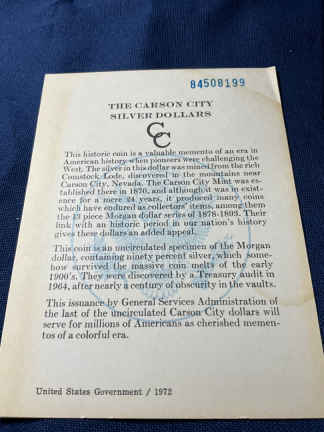 84508199
THE CARSON CITY
SILVER DOLLARS
CC
This historic coin is a valuable memento of an era in
American history when pioneers were challenging the
West. The silver in this dollar was mined from the rich
Comstock Lode, discovered in the mountains near
Carson City, Nevada. The Carson City Mint was es-
tablished there in 1870, and although it was in exist-
ence for a mere 24 years, it produced many coins
which have endured as collectors' items, among them
the 13 piece Morgan dollar series of 1878-1893. Their
link with an historic period in our nation's history
gives these dollars an added appeal.
This coin is an uncirculated specimen of the Morgan
dollar, containing ninety percent silver, which some-
how survived the massive coin melts of the early
1900's. They were discovered by a Treasury audit in
1964, after nearly a century of obscurity in the vaults.
This issuance by General Services Administration of
the last of the uncirculated Carson City dollars will
serve for millions of Americans as cherished memen-
tos of a colorful era.
United States Government / 1972